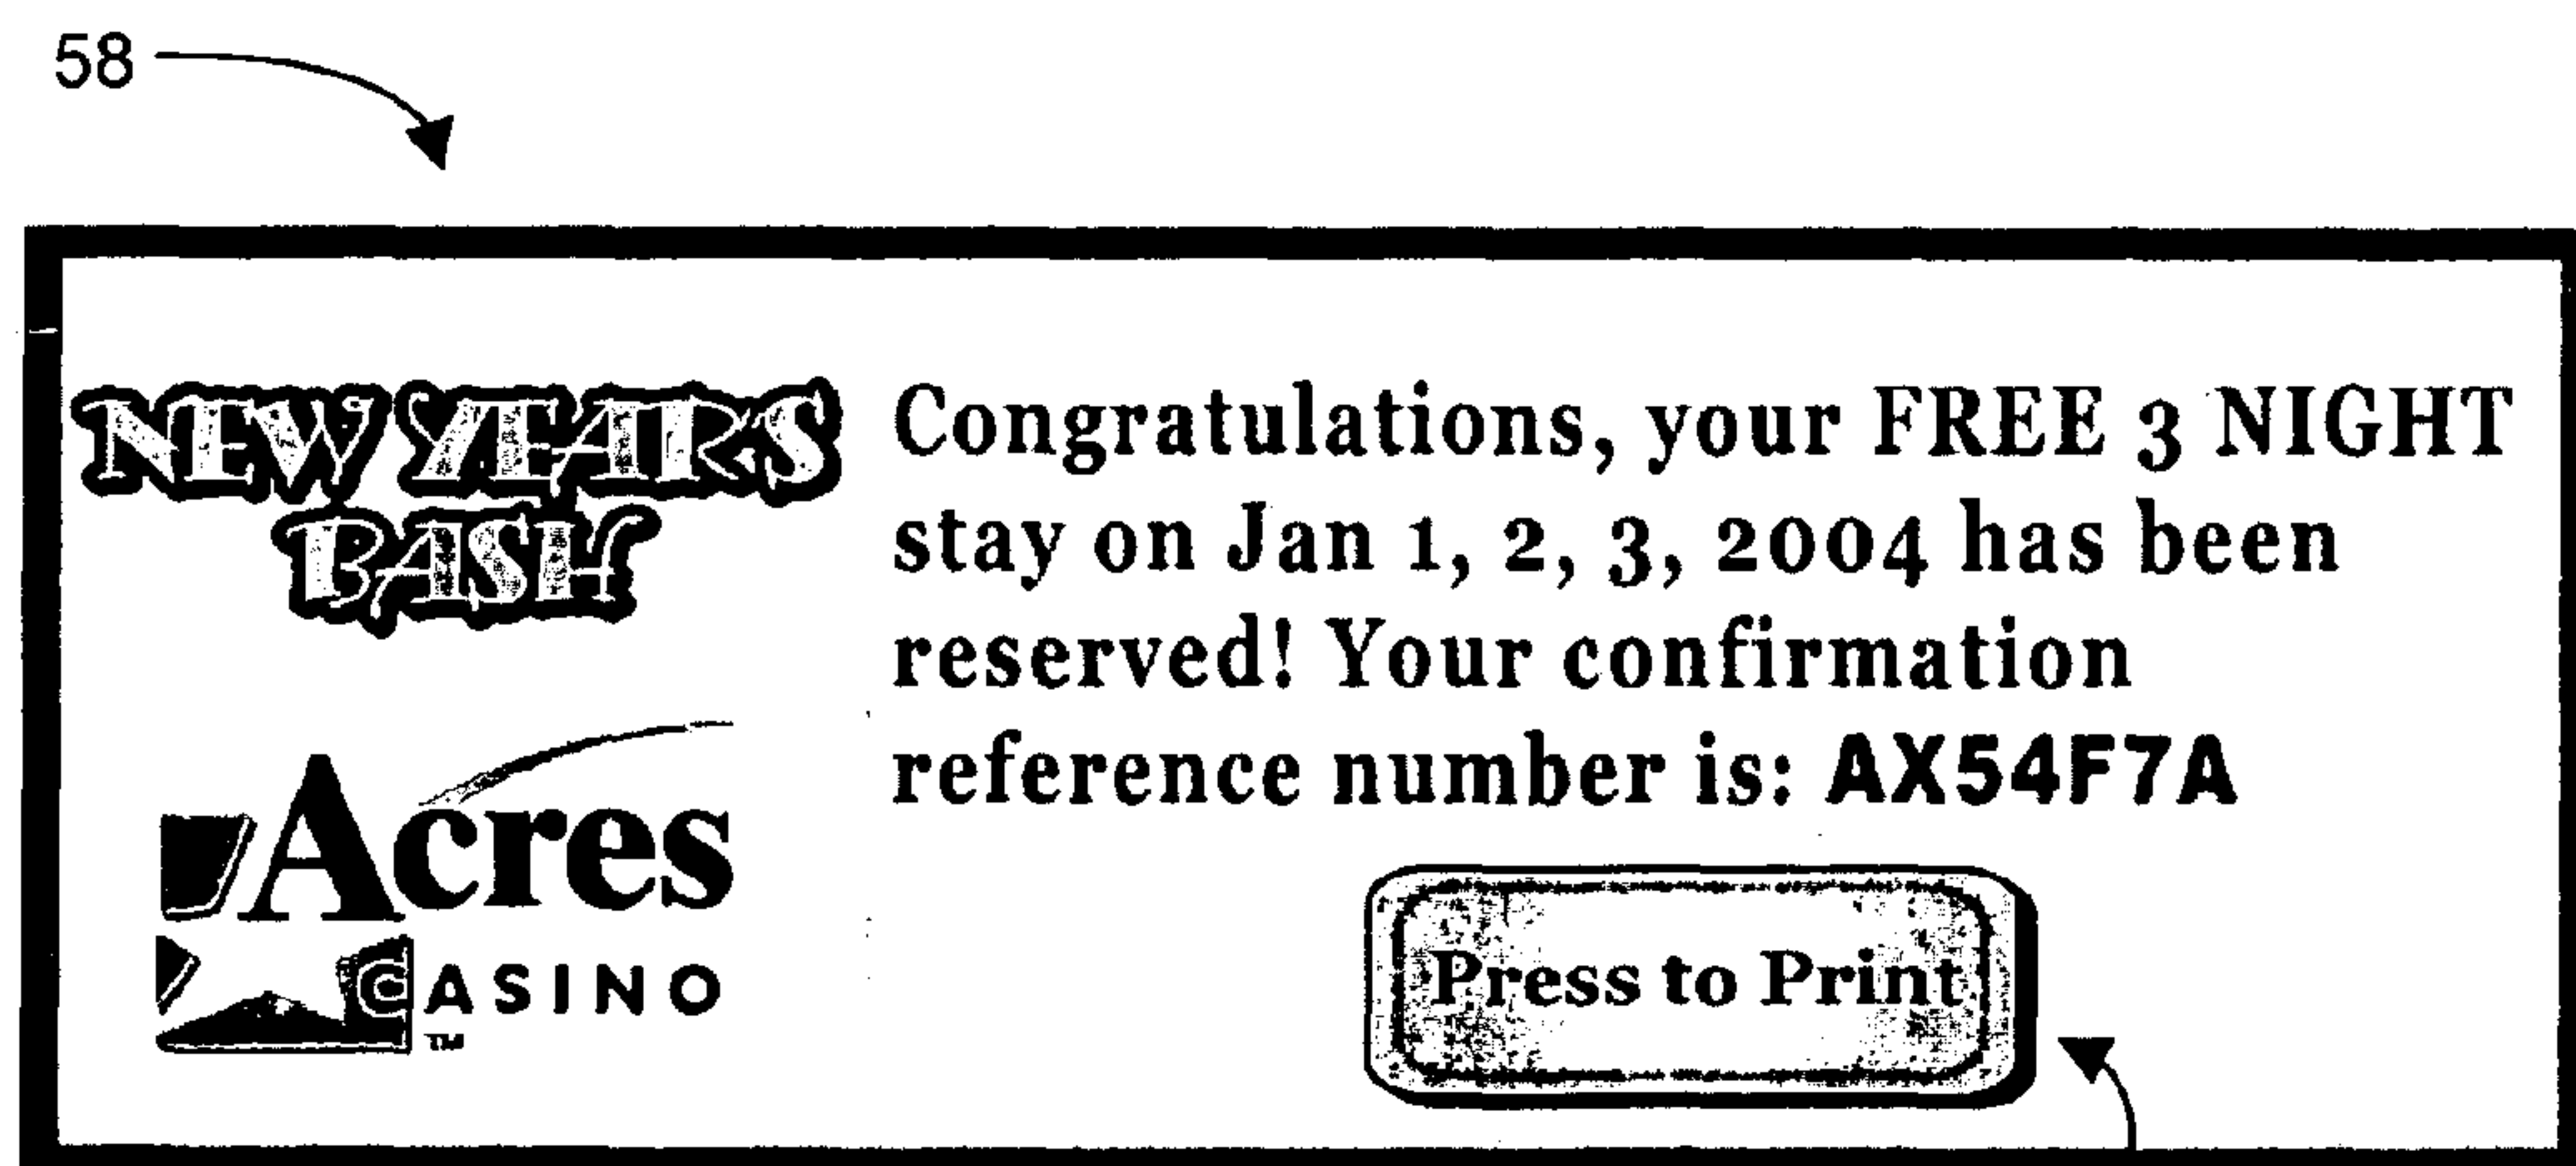 58
NEW YEARS
BASH
Congratulations, your FREE 3 NIGHT
stay on Jan 1, 2, 3, 2004 has been
reserved! Your confirmation
reference number is: AX54F7A
Acres
CASINO
TM
Press to Print